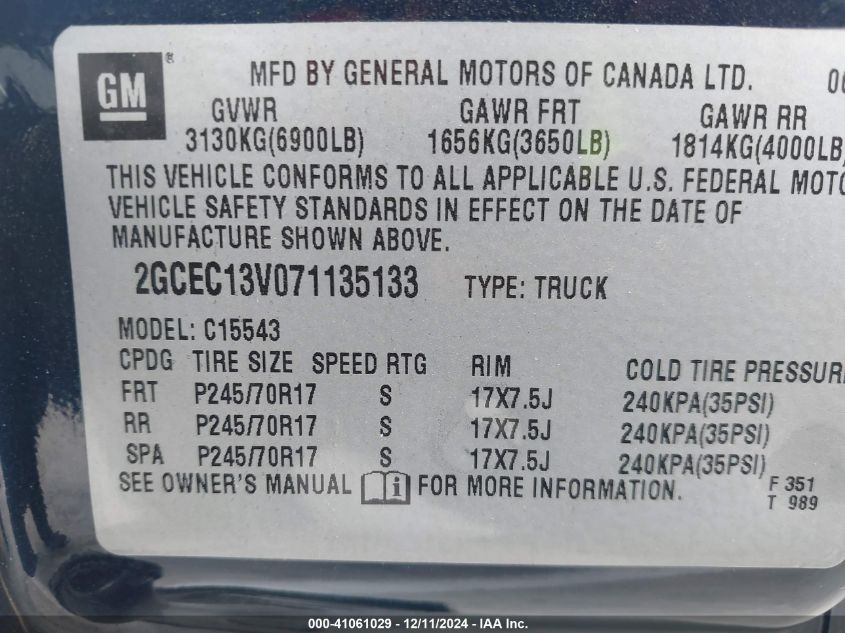 GM®
MFD BY GENERAL MOTORS OF CANADA LTD.
GVWR GAWR FRT GAWR RR
3130KG(6900LB) 1656KG(3650LB) 1814KG(4000LB)
THIS VEHICLE CONFORMS TO ALL APPLICABLE U.S. FEDERAL
VEHICLE SAFETY STANDARDS IN EFFECT ON THE DATE OF
MANUFACTURE SHOWN ABOVE.
2GCEC13V071135133 TYPE: TRUCK
MODEL: C15543
CPDG TIRE SIZE SPEED RTG RIM COLD TIRE PRESSURE
FRT P245/70R17 S 17X7.5J 240KPA(35PSI)
RR P245/70R17 S 17X7.5J 240KPA(35PSI)
SPA P245/70R17 S 17X7.5J 240KPA(35PSI)
SEE OWNER'S MANUAL i FOR MORE INFORMATION.
F 351
T 989
000-41061029 - 12/11/2024 - IAA Inc.